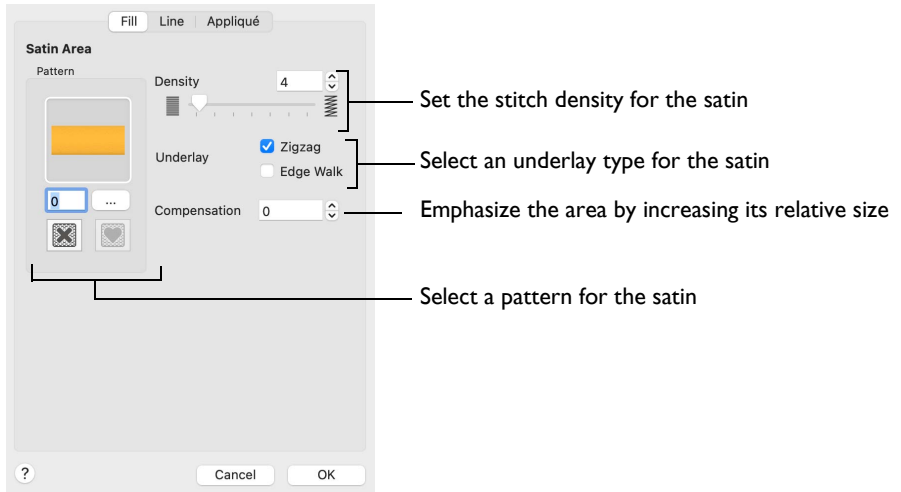 Fill Line Appliqué
Satin Area
Pattern
Density 4
Set the stitch density for the satin
Zigzag
Underlay
Edge Walk
Select an underlay type for the satin
0 ...
Compensation 0
Emphasize the area by increasing its relative size
Select a pattern for the satin
? Cancel OK